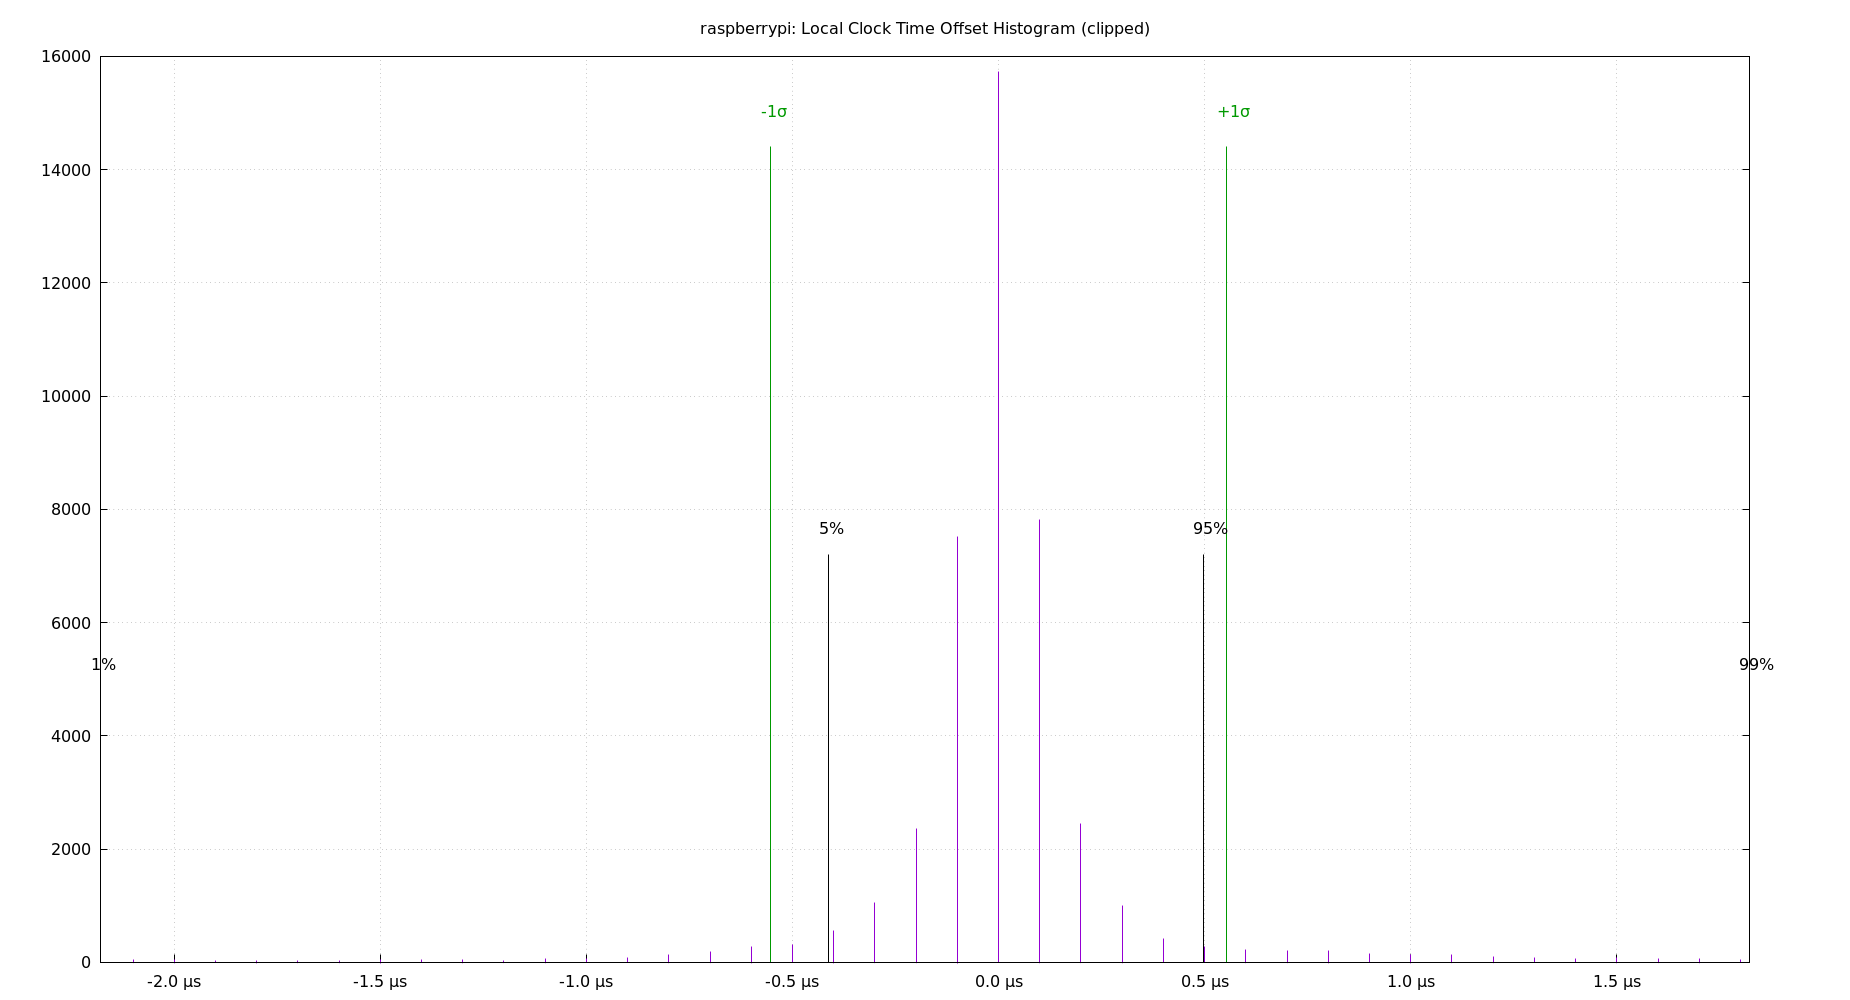 raspberrypi: Local Clock Time Offset Histogram (clipped)
16000
-1σ
+1σ
14000
12000
10000
8000
5%
95%
6000
1%
99%
4000
2000
0
-2.0 µs
-1.5 µs
-1.0 µs
-0.5 µs
0.0 µs
0.5 µs
1.0 µs
1.5 µs